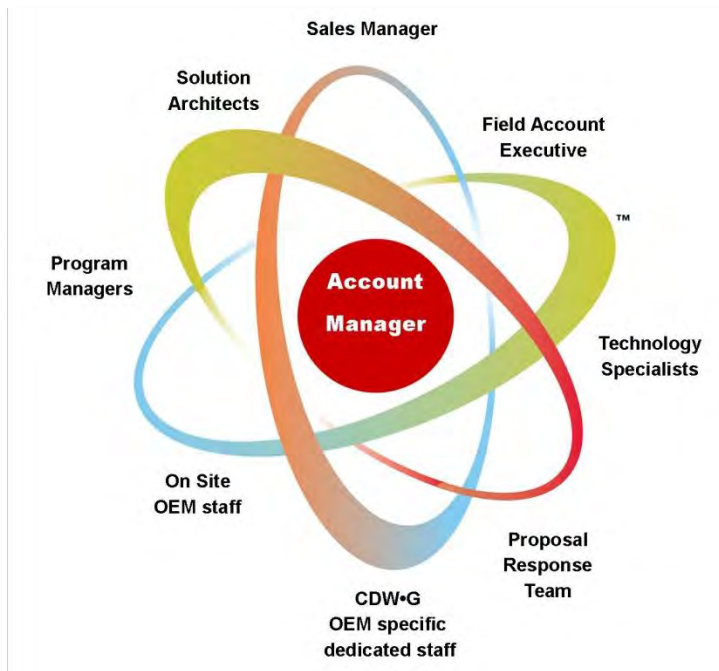 Sales Manager
Solution
Architects
Field Account
Executive
™
Program
Managers
Account
Manager
Technology
Specialists
On Site
OEM staff
Proposal
Response
Team
CDW•G
OEM specific
dedicated staff